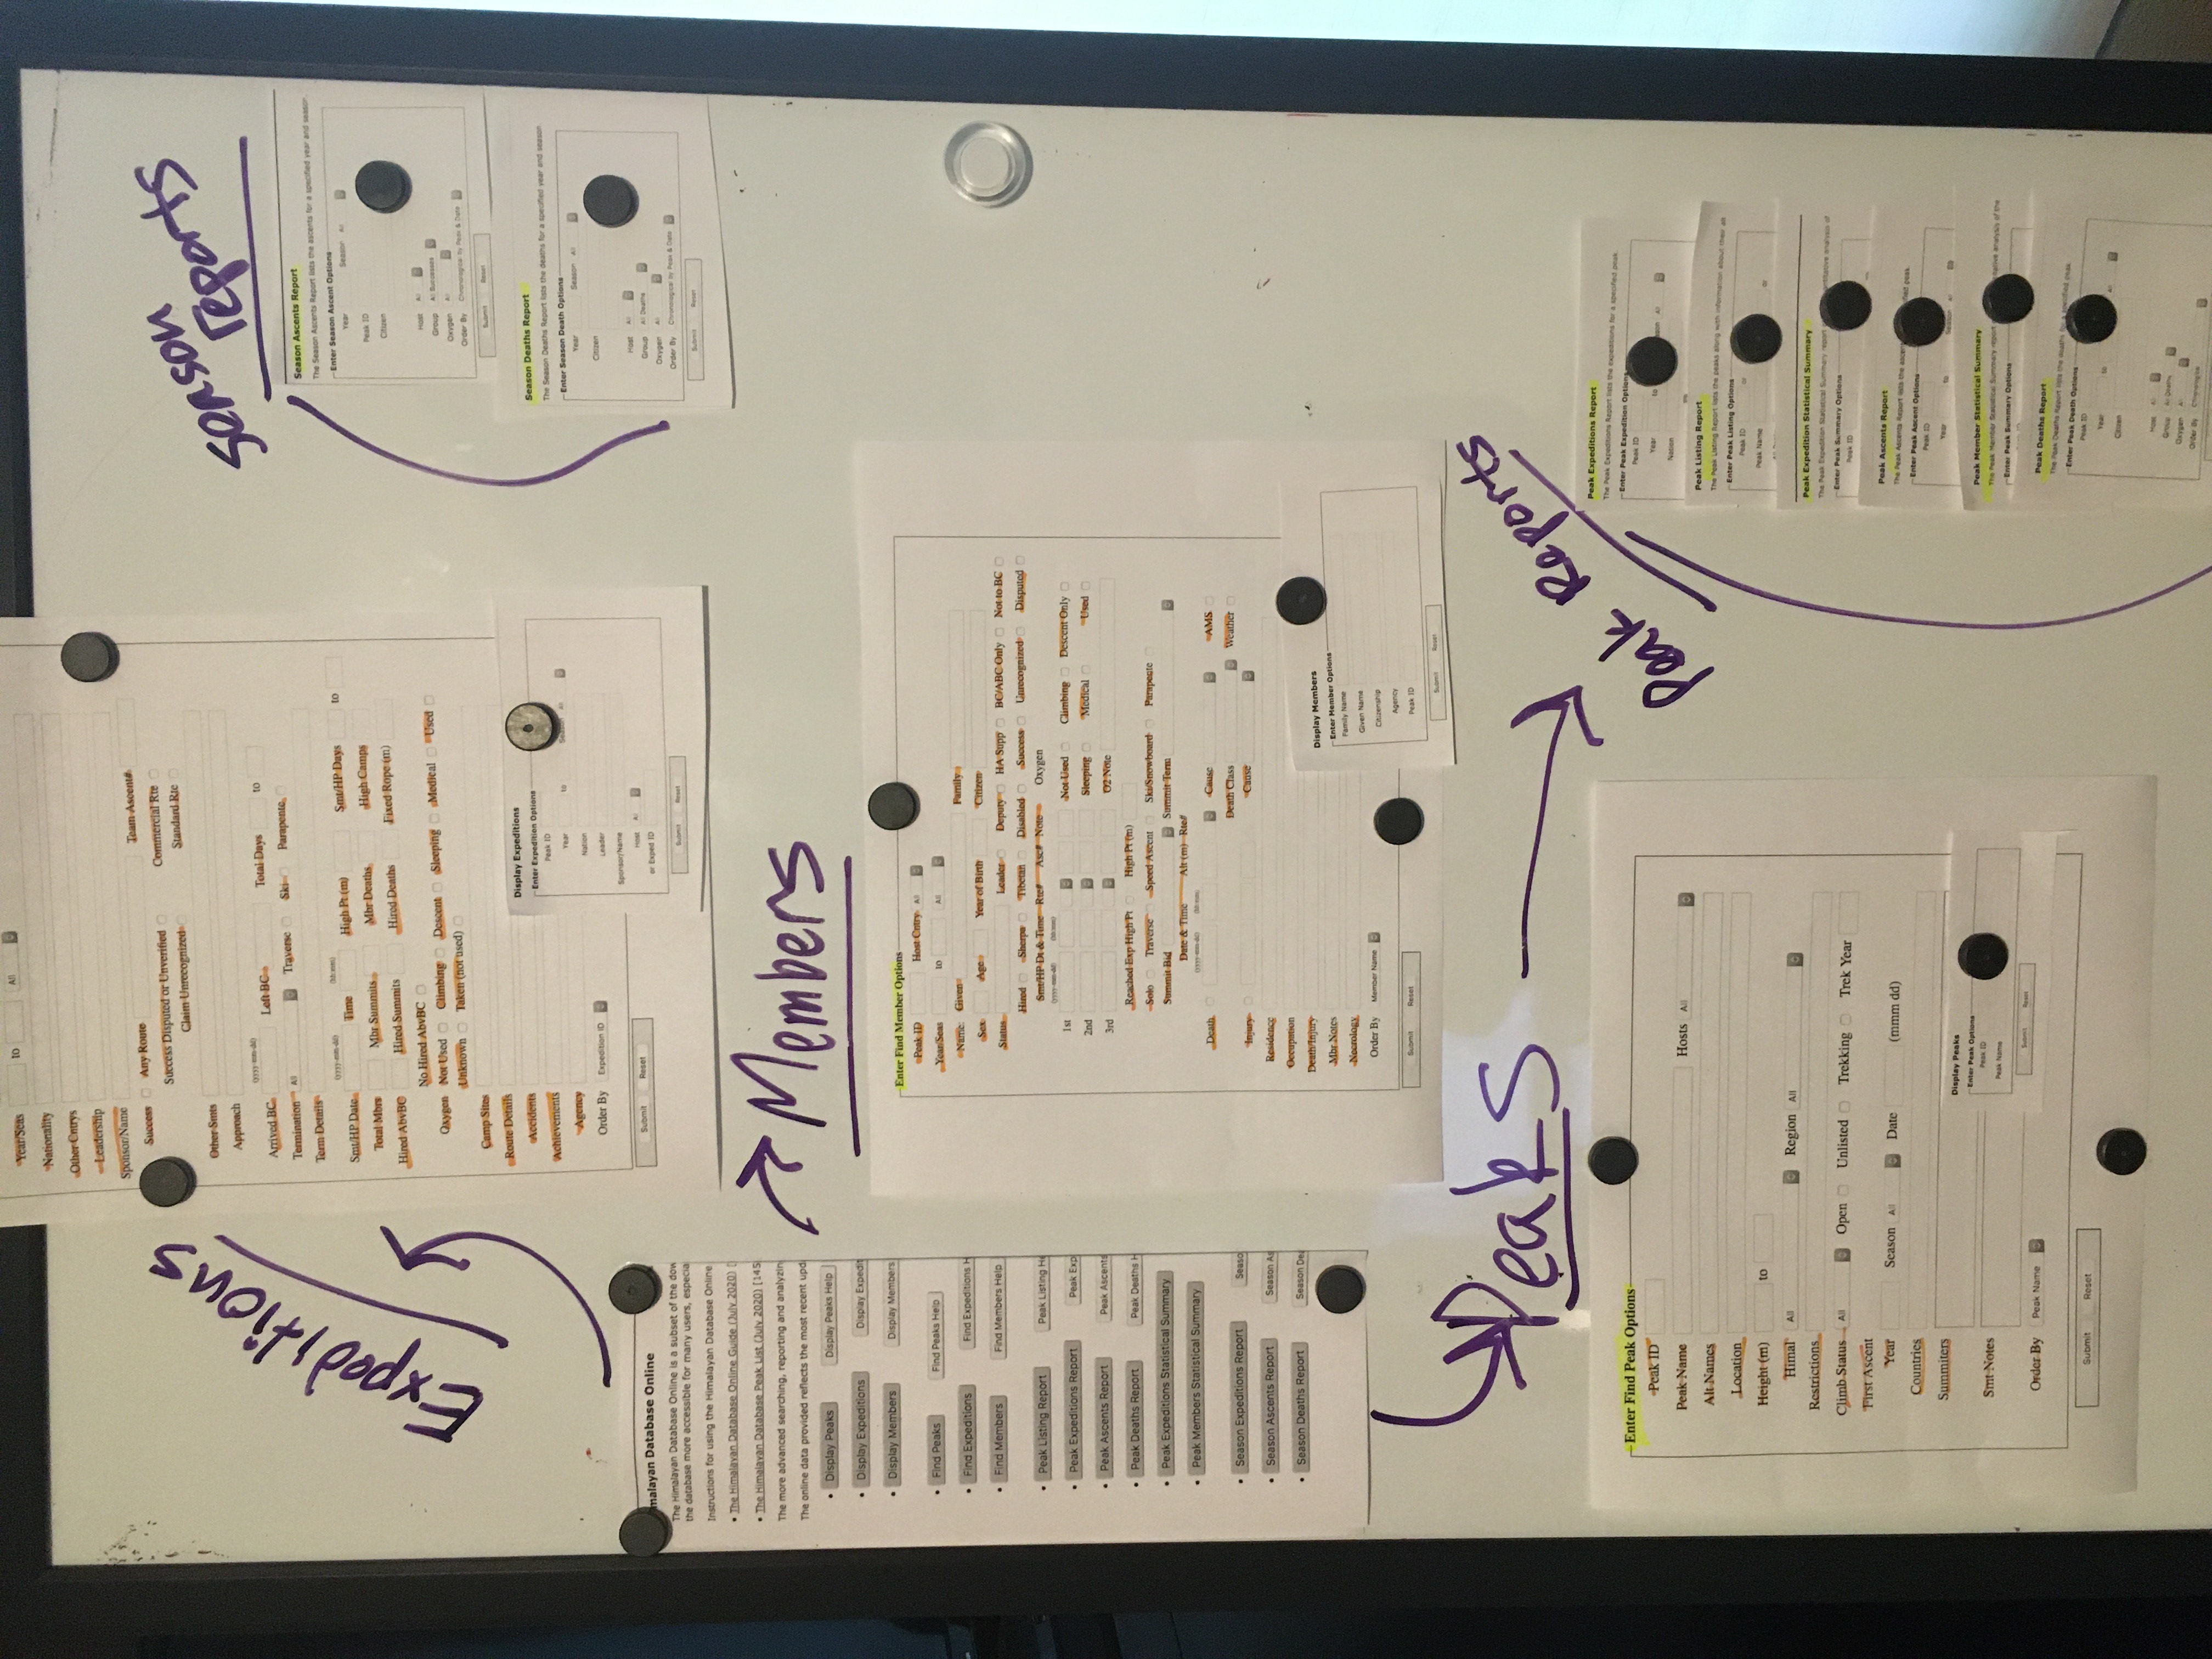 Expeditions
Year/Seas to All
Nationality
Other Cntrys
Leadership
Sponsor/Name
Success Any Route Team Ascent#
Success Disputed or Unverified Commercial Rte
Claim Unrecognized Standard Rte
Other Smts
Approach
(yyyy-mm-dd)
Arrived BC Left BC Total Days to
Termination All Traverse Ski Parapente
Term Details
(yyyy-mm-dd) (hh:mm)
Smt/HP Date Time High Pt (m) Smt/HP Days to
Total Mbrs Mbr Summits Mbr Deaths High Camps
Hired AbvBC Hired Summits Hired Deaths Fixed Rope (m)
No Hired AbvBC
Oxygen Not Used Climbing Descent Sleeping Medical Used
Unknown Taken (not used)
Camp Sites
Route Details
Accidents
Achievements
Agency
Order By Expedition ID
Submit Reset
Display Expeditions
Enter Expedition Options
Peak ID
Year to Season All
Nation
Leader
Sponsor/Name
Host All
or Exped ID
Submit Reset
Season
reports
Season Ascents Report
The Season Ascents Report lists the ascents for a specified year and season.
Enter Season Ascent Options
Year Season All
Peak ID
Citizen
Host All
Group All Successes
Oxygen All
Order By Chronological by Peak & Date
Submit Reset
Season Deaths Report
The Season Deaths Report lists the deaths for a specified year and season
Enter Season Death Options
Year Season All
Citizen
Host All
Group All Deaths
Oxygen All
Order By Chronological by Peak & Date
Submit Reset
malayan Database Online
The Himalayan Database Online is a subset of the dow
the database more accessible for many users, especia
Instructions for using the Himalayan Database Online
• The Himalayan Database Online Guide (July 2020) [
• The Himalayan Database Peak List (July 2020) [145
The more advanced searching, reporting and analyzin
The online data provided reflects the most recent upd
• Display Peaks Display Peaks Help
• Display Expeditions Display Expedit
• Display Members Display Members
• Find Peaks Find Peaks Help
• Find Expeditions Find Expeditions H
• Find Members Find Members Help
• Peak Listing Report Peak Listing He
• Peak Expeditions Report Peak Exp
• Peak Ascents Report Peak Ascents
• Peak Deaths Report Peak Deaths H
• Peak Expeditions Statistical Summary
• Peak Members Statistical Summary
• Season Expeditions Report Seaso
• Season Ascents Report Season As
• Season Deaths Report Season Dea
Members
Enter Find Member Options
Peak ID Host Cntry All
Year/Seas to All
Name: Given Family
Sex Age Year of Birth Citizen
Status Leader Deputy HA Supp BC/ABC Only Not to BC
Hired Sherpa Tibetan Disabled Success Unrecognized Disputed
Smt/HP Dt & Time Rte# Asc# Note Oxygen
(yyyy-mm-dd) (hh:mm)
1st Not Used Climbing Descent Only
2nd Sleeping Medical Used
3rd O2 Note
Reached Exp High Pt High Pt (m)
Solo Traverse Speed Ascent Ski/Snowboard Parapente
Summit Bid Summit Term
Date & Time Alt (m) Rte#
(yyyy-mm-dd) (hh:mm)
Death Cause AMS
Death Class Weather
Injury Cause
Residence
Occupation
Death/Injury
Mbr Notes
Necrology
Order By Member Name
Submit Reset
Display Members
Enter Member Options
Family Name
Given Name
Citizenship
Agency
Peak ID
Submit Reset
Peaks
Enter Find Peak Options
Peak ID
Peak Name Hosts All
Alt Names
Location
Height (m) to
Himal All Region All
Restrictions
Climb Status All Open Unlisted Trekking Trek Year
First Ascent
Year Season All Date (mmm dd)
Countries
Summiters
Smt Notes
Order By Peak Name
Submit Reset
Display Peaks
Enter Peak Options
Peak ID
Peak Name
Submit Reset
Peak Reports
Peak Expeditions Report
The Peak Expeditions Report lists the expeditions for a specified peak.
Enter Peak Expedition Options
Peak ID
Year to ason All
Nation
Peak Listing Report
The Peak Listing Report lists the peaks along with information about their alt
Enter Peak Listing Options
Peak ID or
Peak Name or
Peak Expedition Statistical Summary
The Peak Expedition Statistical Summary report antitative analysis of
Enter Peak Summary Options
Peak ID
Peak Ascents Report
The Peak Ascents Report lists the ascen ified peak.
Enter Peak Ascent Options
Peak ID
Year to Season All
Peak Member Statistical Summary
The Peak Member Statistical Summary report tative analysis of the
Enter Peak Summary Options
Peak Deaths Report
The Peak Deaths Report lists the deaths for a specified peak.
Enter Peak Death Options
Peak ID
Year to All
Citizen
Host All
Group All Deaths
Oxygen All
Order By Chronological